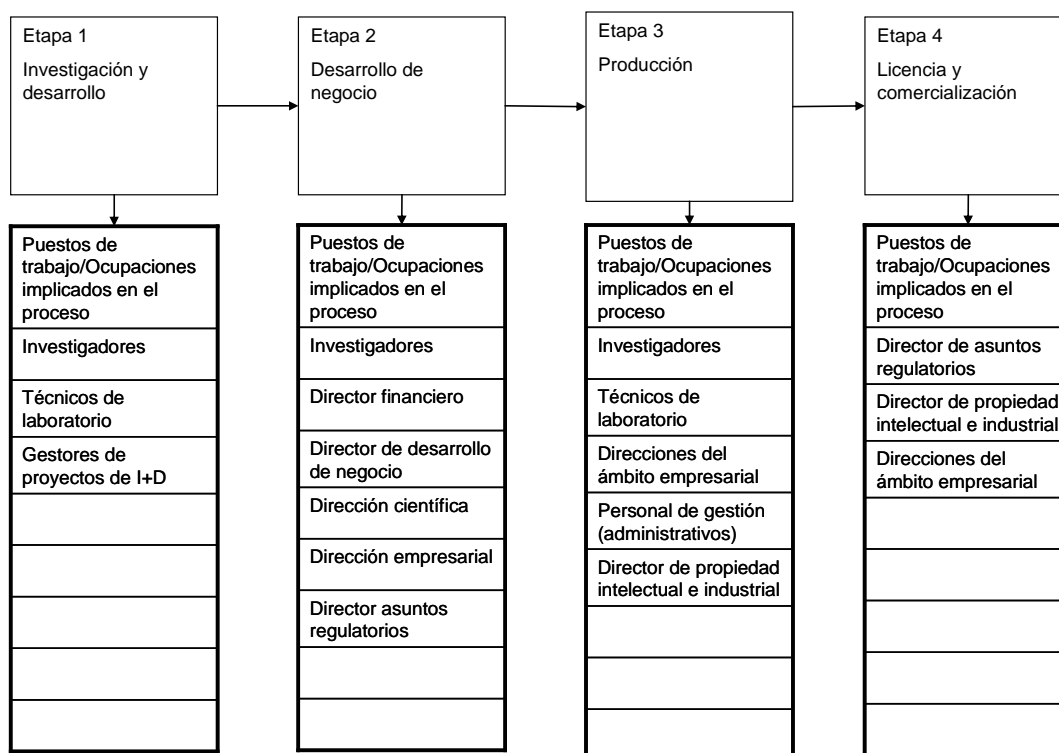 Etapa 1
Investigación y
desarrollo
Etapa 2
Desarrollo de
negocio
Etapa 3
Producción
Etapa 4
Licencia y
comercialización
Puestos de
trabajo/Ocupaciones
implicados en el
proceso
Investigadores
Técnicos de
laboratorio
Gestores de
proyectos de I+D
Puestos de
trabajo/Ocupaciones
implicados en el
proceso
Investigadores
Director financiero
Director de desarrollo
de negocio
Dirección científica
Dirección empresarial
Director asuntos
regulatorios
Puestos de
trabajo/Ocupaciones
implicados en el
proceso
Investigadores
Técnicos de
laboratorio
Direcciones del
ámbito empresarial
Personal de gestión
(administrativos)
Director de propiedad
intelectual e industrial
Puestos de
trabajo/Ocupaciones
implicados en el
proceso
Director de asuntos
regulatorios
Director de propiedad
intelectual e industrial
Direcciones del
ámbito empresarial